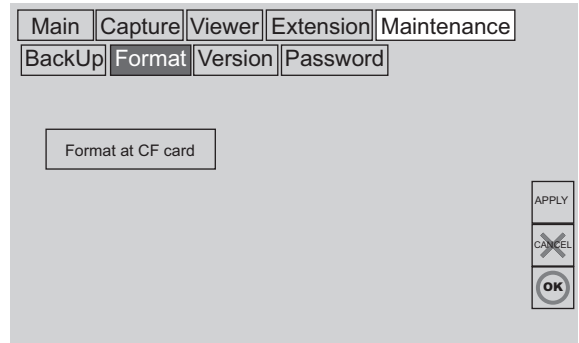 Main Capture Viewer Extension Maintenance
BackUp Format Version Password
Format at CF card
APPLY
CANCEL
OK